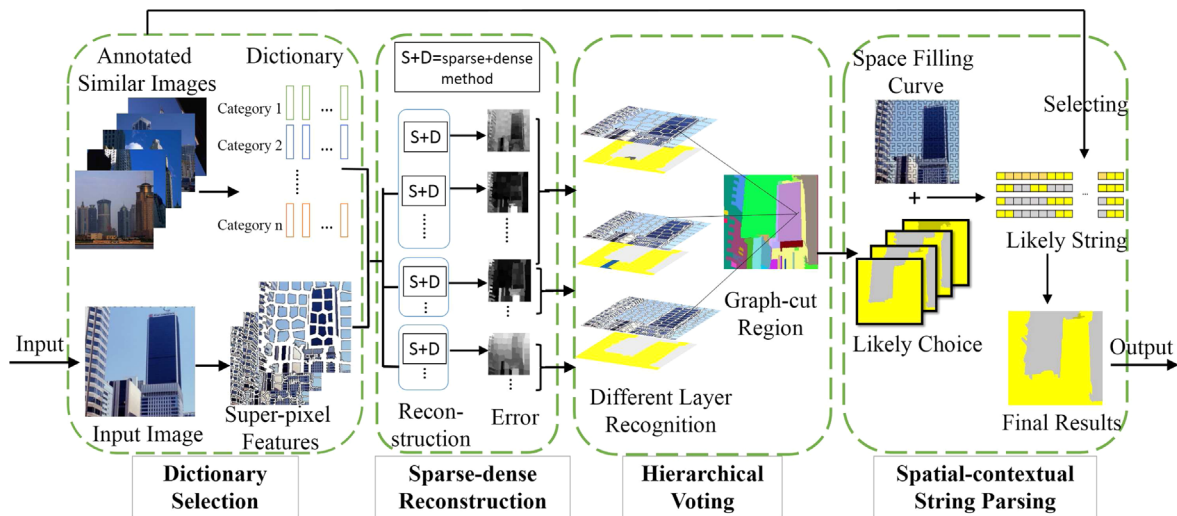 Annotated
Similar Images
Dictionary
Category 1
...
Category 2
...
......
Category n
...
Input
Input Image
Super-pixel
Features
Dictionary
Selection
S+D=sparse+dense
method
S+D
S+D
......
S+D
...
...
S+D
...
...
Recon-
struction
Error
Sparse-dense
Reconstruction
Different Layer
Recognition
Graph-cut
Region
Hierarchical
Voting
Space Filling
Curve
+
Likely Choice
Selecting
...
Likely String
Final Results
Output
Spatial-contextual
String Parsing